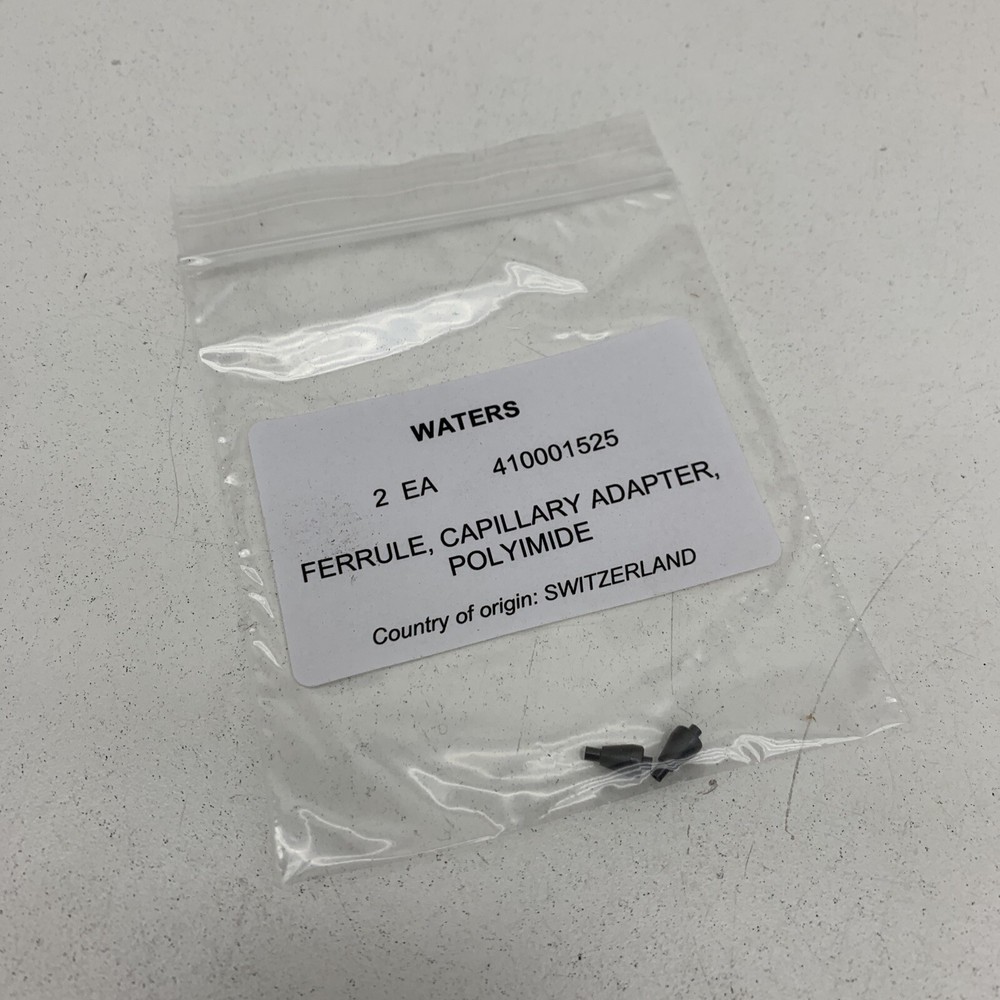 WATERS
2 EA 410001525
FERRULE, CAPILLARY ADAPTER,
POLYIMIDE
Country of origin: SWITZERLAND